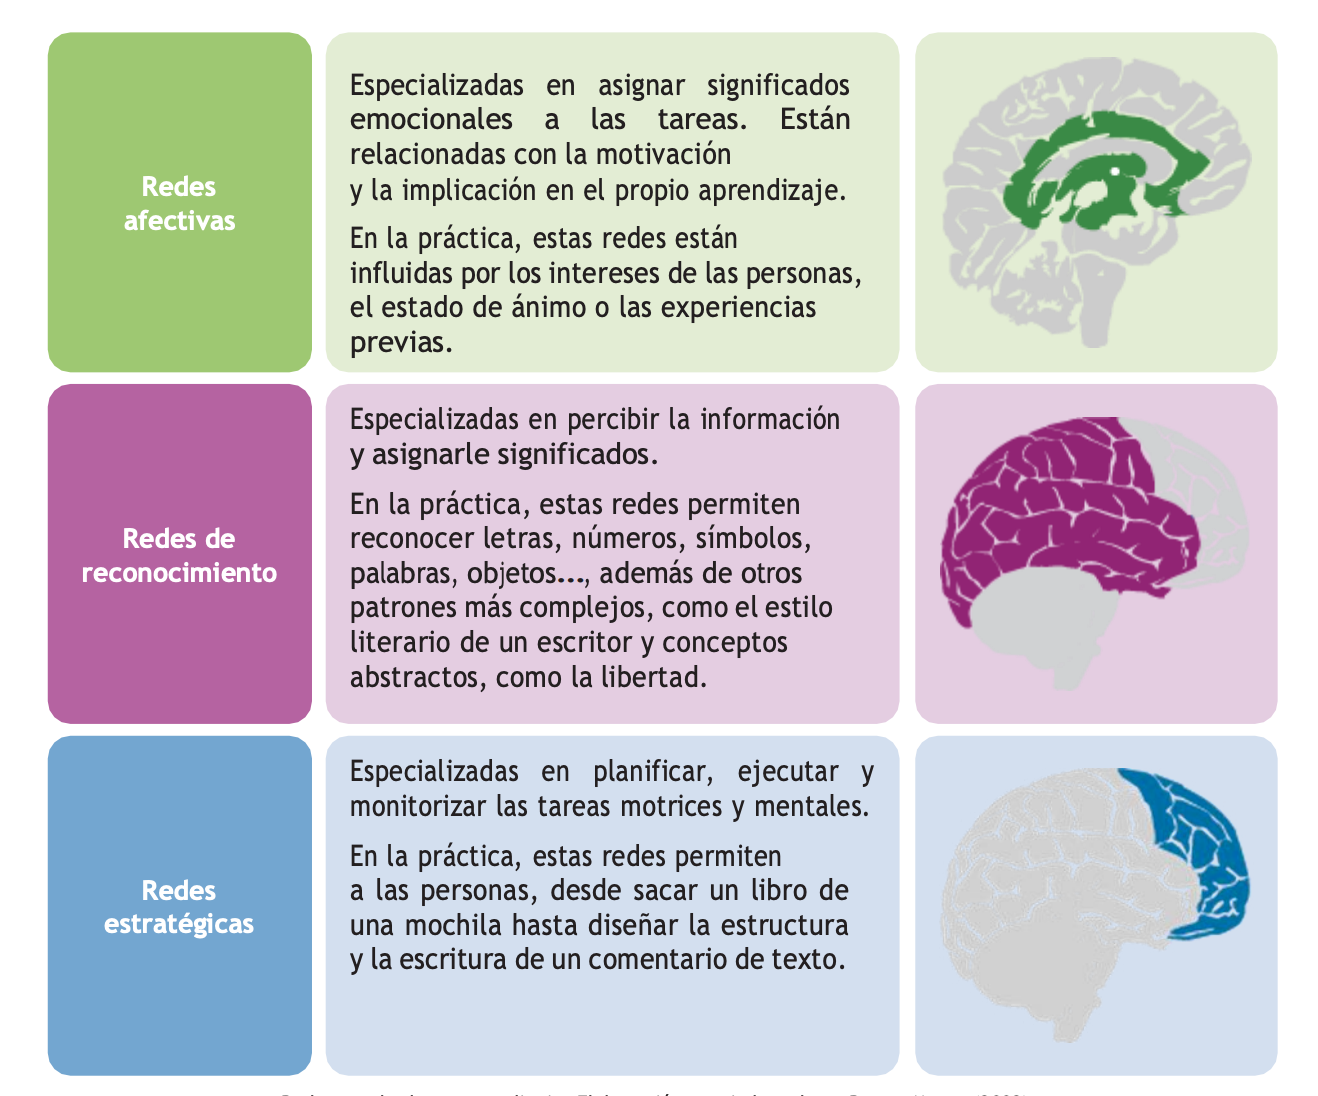 Redes
afectivas
Especializadas en asignar significados
emocionales a las tareas. Están
relacionadas con la motivación
y la implicación en el propio aprendizaje.
En la práctica, estas redes están
influidas por los intereses de las personas,
el estado de ánimo o las experiencias
previas.
Redes de
reconocimiento
Especializadas en percibir la información
y asignarle significados.
En la práctica, estas redes permiten
reconocer letras, números, símbolos,
palabras, objetos..., además de otros
patrones más complejos, como el estilo
literario de un escritor y conceptos
abstractos, como la libertad.
Redes
estratégicas
Especializadas en planificar, ejecutar y
monitorizar las tareas motrices y mentales.
En la práctica, estas redes permiten
a las personas, desde sacar un libro de
una mochila hasta diseñar la estructura
y la escritura de un comentario de texto.